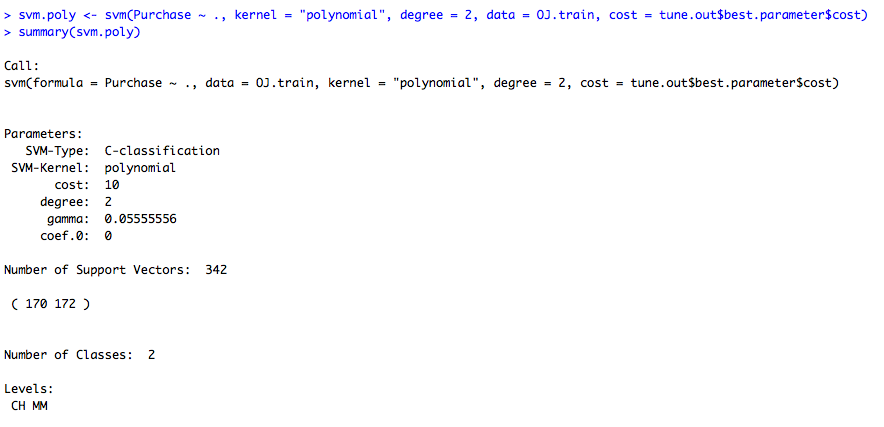 > svm.poly <- svm(Purchase ~ ., kernel = "polynomial", degree = 2, data = OJ.train, cost = tune.out$best.parameter$cost)
> summary(svm.poly)
Call:
svm(formula = Purchase ~ ., data = OJ.train, kernel = "polynomial", degree = 2, cost = tune.out$best.parameter$cost)
Parameters:
SVM-Type: C-classification
SVM-Kernel: polynomial
cost: 10
degree: 2
gamma: 0.05555556
coef.0: 0
Number of Support Vectors: 342
( 170 172 )
Number of Classes: 2
Levels:
CH MM